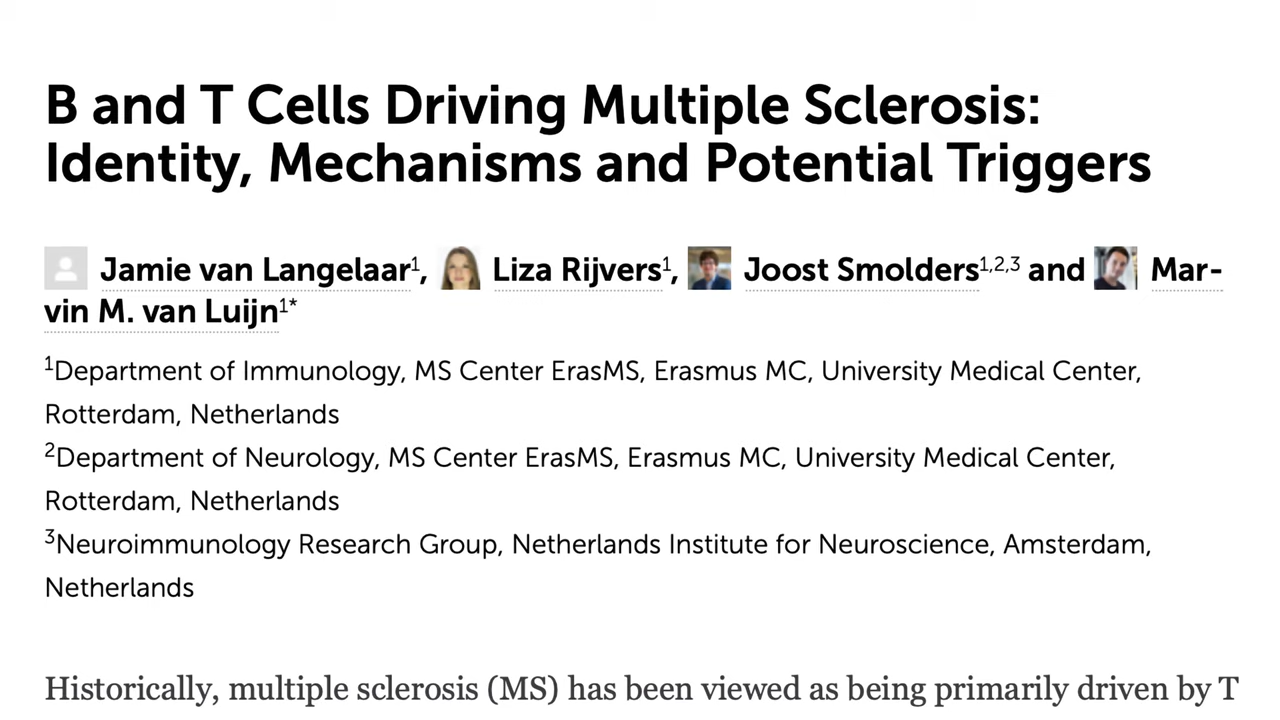 B and T Cells Driving Multiple Sclerosis:
Identity, Mechanisms and Potential Triggers
Jamie van Langelaar1, Liza Rijvers1, Joost Smolders1,2,3 and Mar-
vin M. van Luijn1*
1Department of Immunology, MS Center ErasMS, Erasmus MC, University Medical Center,
Rotterdam, Netherlands
2Department of Neurology, MS Center ErasMS, Erasmus MC, University Medical Center,
Rotterdam, Netherlands
3Neuroimmunology Research Group, Netherlands Institute for Neuroscience, Amsterdam,
Netherlands
Historically, multiple sclerosis (MS) has been viewed as being primarily driven by T